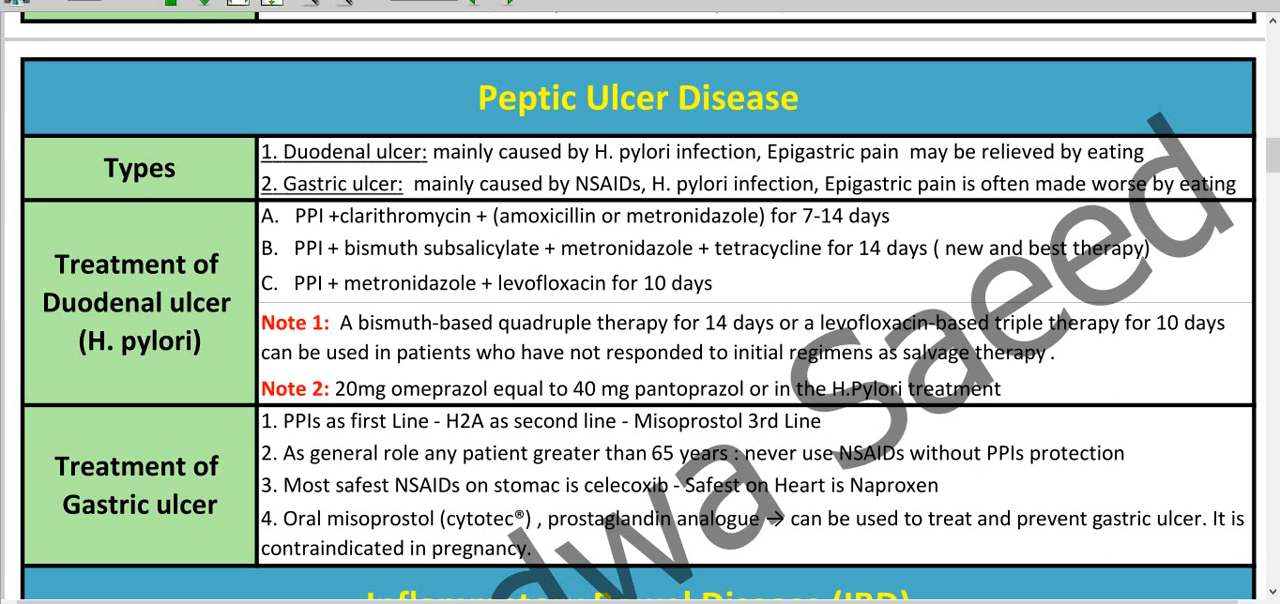 Peptic Ulcer Disease
Types
1. Duodenal ulcer: mainly caused by H. pylori infection, Epigastric pain may be relieved by eating
2. Gastric ulcer: mainly caused by NSAIDs, H. pylori infection, Epigastric pain is often made worse by eating
Treatment of
Duodenal ulcer
(H. pylori)
A. PPI +clarithromycin + (amoxicillin or metronidazole) for 7-14 days
B. PPI + bismuth subsalicylate + metronidazole + tetracycline for 14 days ( new and best therapy)
C. PPI + metronidazole + levofloxacin for 10 days
Note 1: A bismuth-based quadruple therapy for 14 days or a levofloxacin-based triple therapy for 10 days
can be used in patients who have not responded to initial regimens as salvage therapy .
Note 2: 20mg omeprazol equal to 40 mg pantoprazol or in the H.Pylori treatment
Treatment of
Gastric ulcer
1. PPIs as first Line - H2A as second line - Misoprostol 3rd Line
2. As general role any patient greater than 65 years : never use NSAIDs without PPIs protection
3. Most safest NSAIDs on stomac is celecoxib - Safest on Heart is Naproxen
4. Oral misoprostol (cytotec®) , prostaglandin analogue → can be used to treat and prevent gastric ulcer. It is
contraindicated in pregnancy.
Inflammatory Bowel Disease (IBD)
dwa Saeed